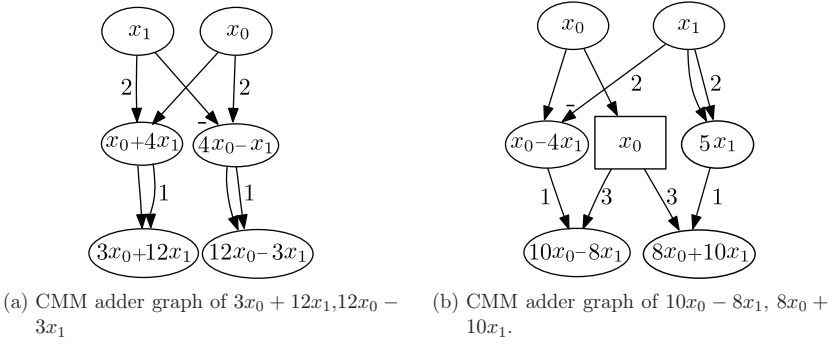 x₁ x₀
2 2
x₀+4x₁ 4x₀-x₁
1 1
3x₀+12x₁ 12x₀-3x₁
(a) CMM adder graph of 3x₀ + 12x₁,12x₀ −
3x₁
x₀ x₁
2 2
x₀-4x₁ x₀ 5x₁
1 3 3 1
10x₀-8x₁ 8x₀+10x₁
(b) CMM adder graph of 10x₀ − 8x₁, 8x₀ +
10x₁.